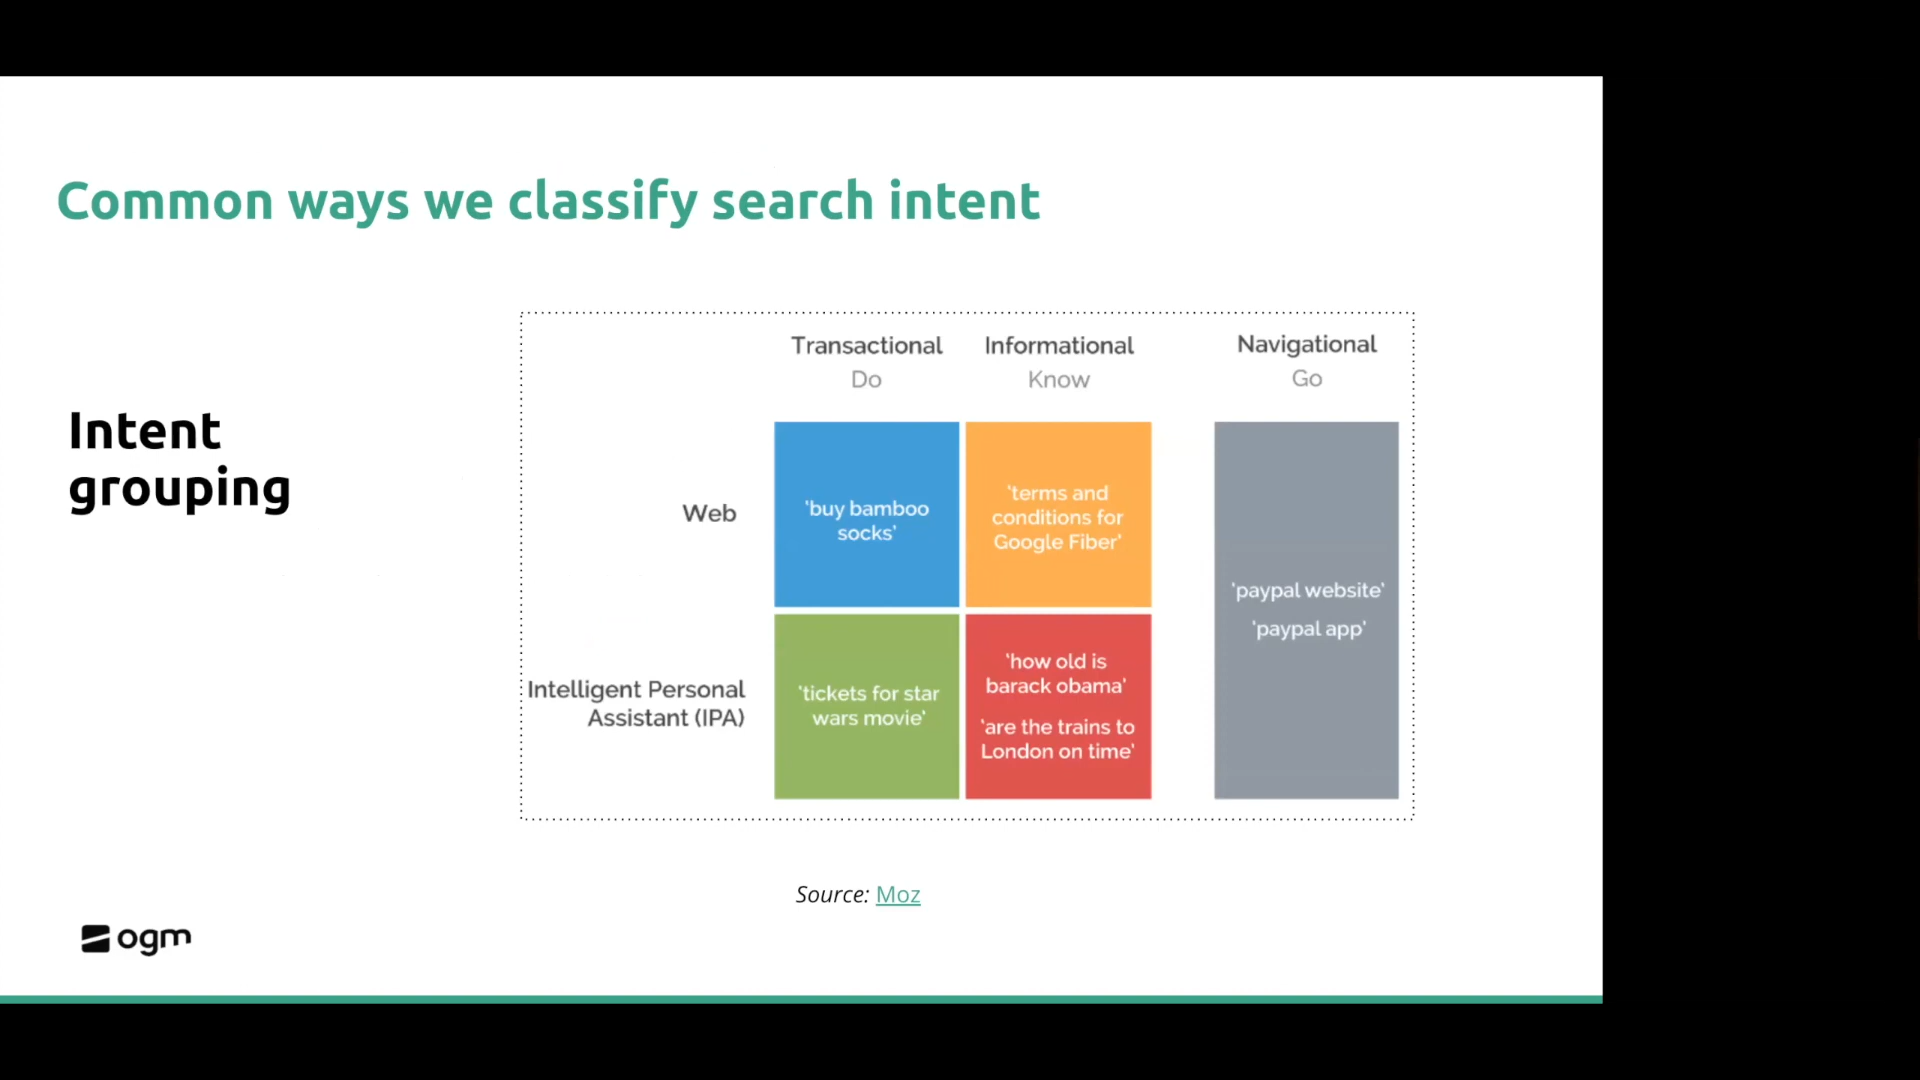 Common ways we classify search intent
Intent
grouping
Transactional
Do
Informational
Know
Navigational
Go
Web
'buy bamboo
socks'
'terms and
conditions for
Google Fiber'
'paypal website'
'paypal app'
Intelligent Personal
Assistant (IPA)
'tickets for star
wars movie'
'how old is
barack obama'
'are the trains to
London on time'
Source: Moz
ogm